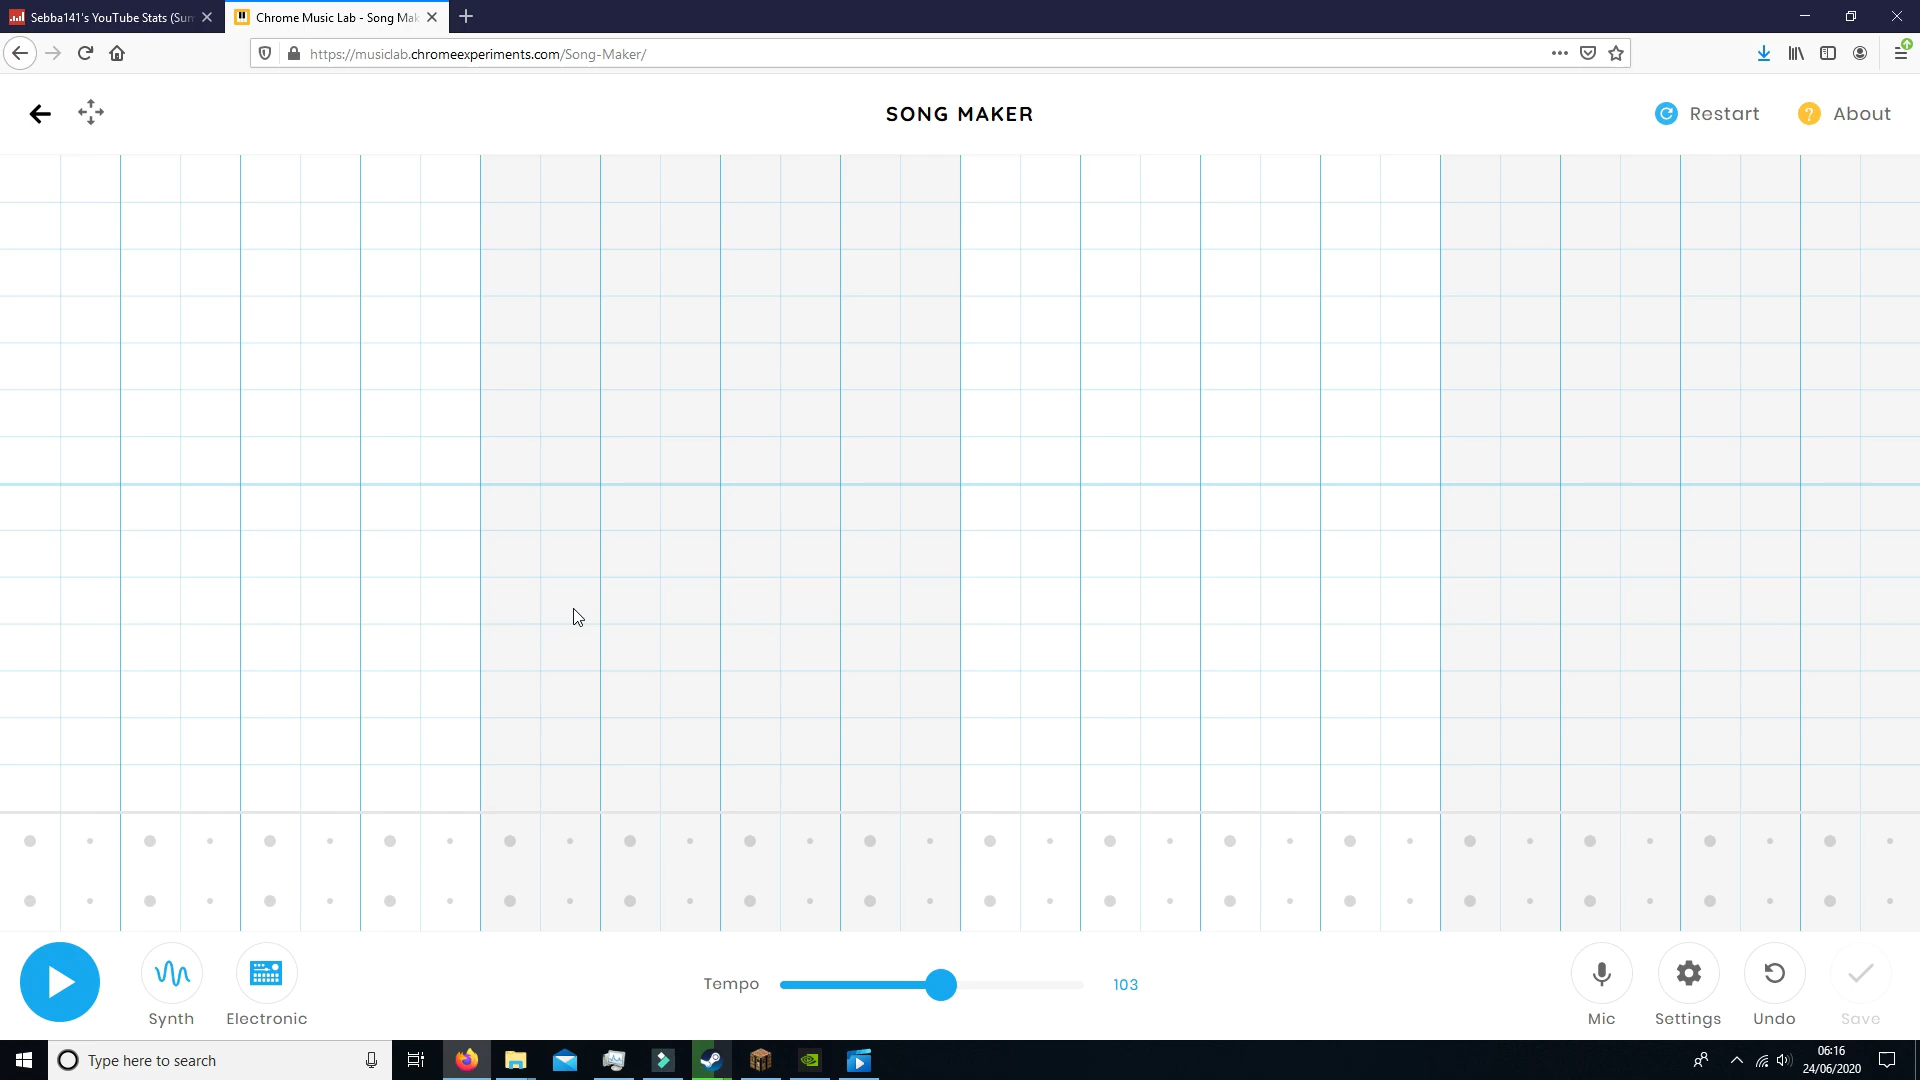 Sebba141's YouTube Stats (Sum
Chrome Music Lab - Song Mak
https://musiclab.chromeexperiments.com/Song-Maker/
SONG MAKER
Restart
? About
Tempo
103
Synth
Electronic
Mic
Settings
Undo
Save
Type here to search
06:16
24/06/2020